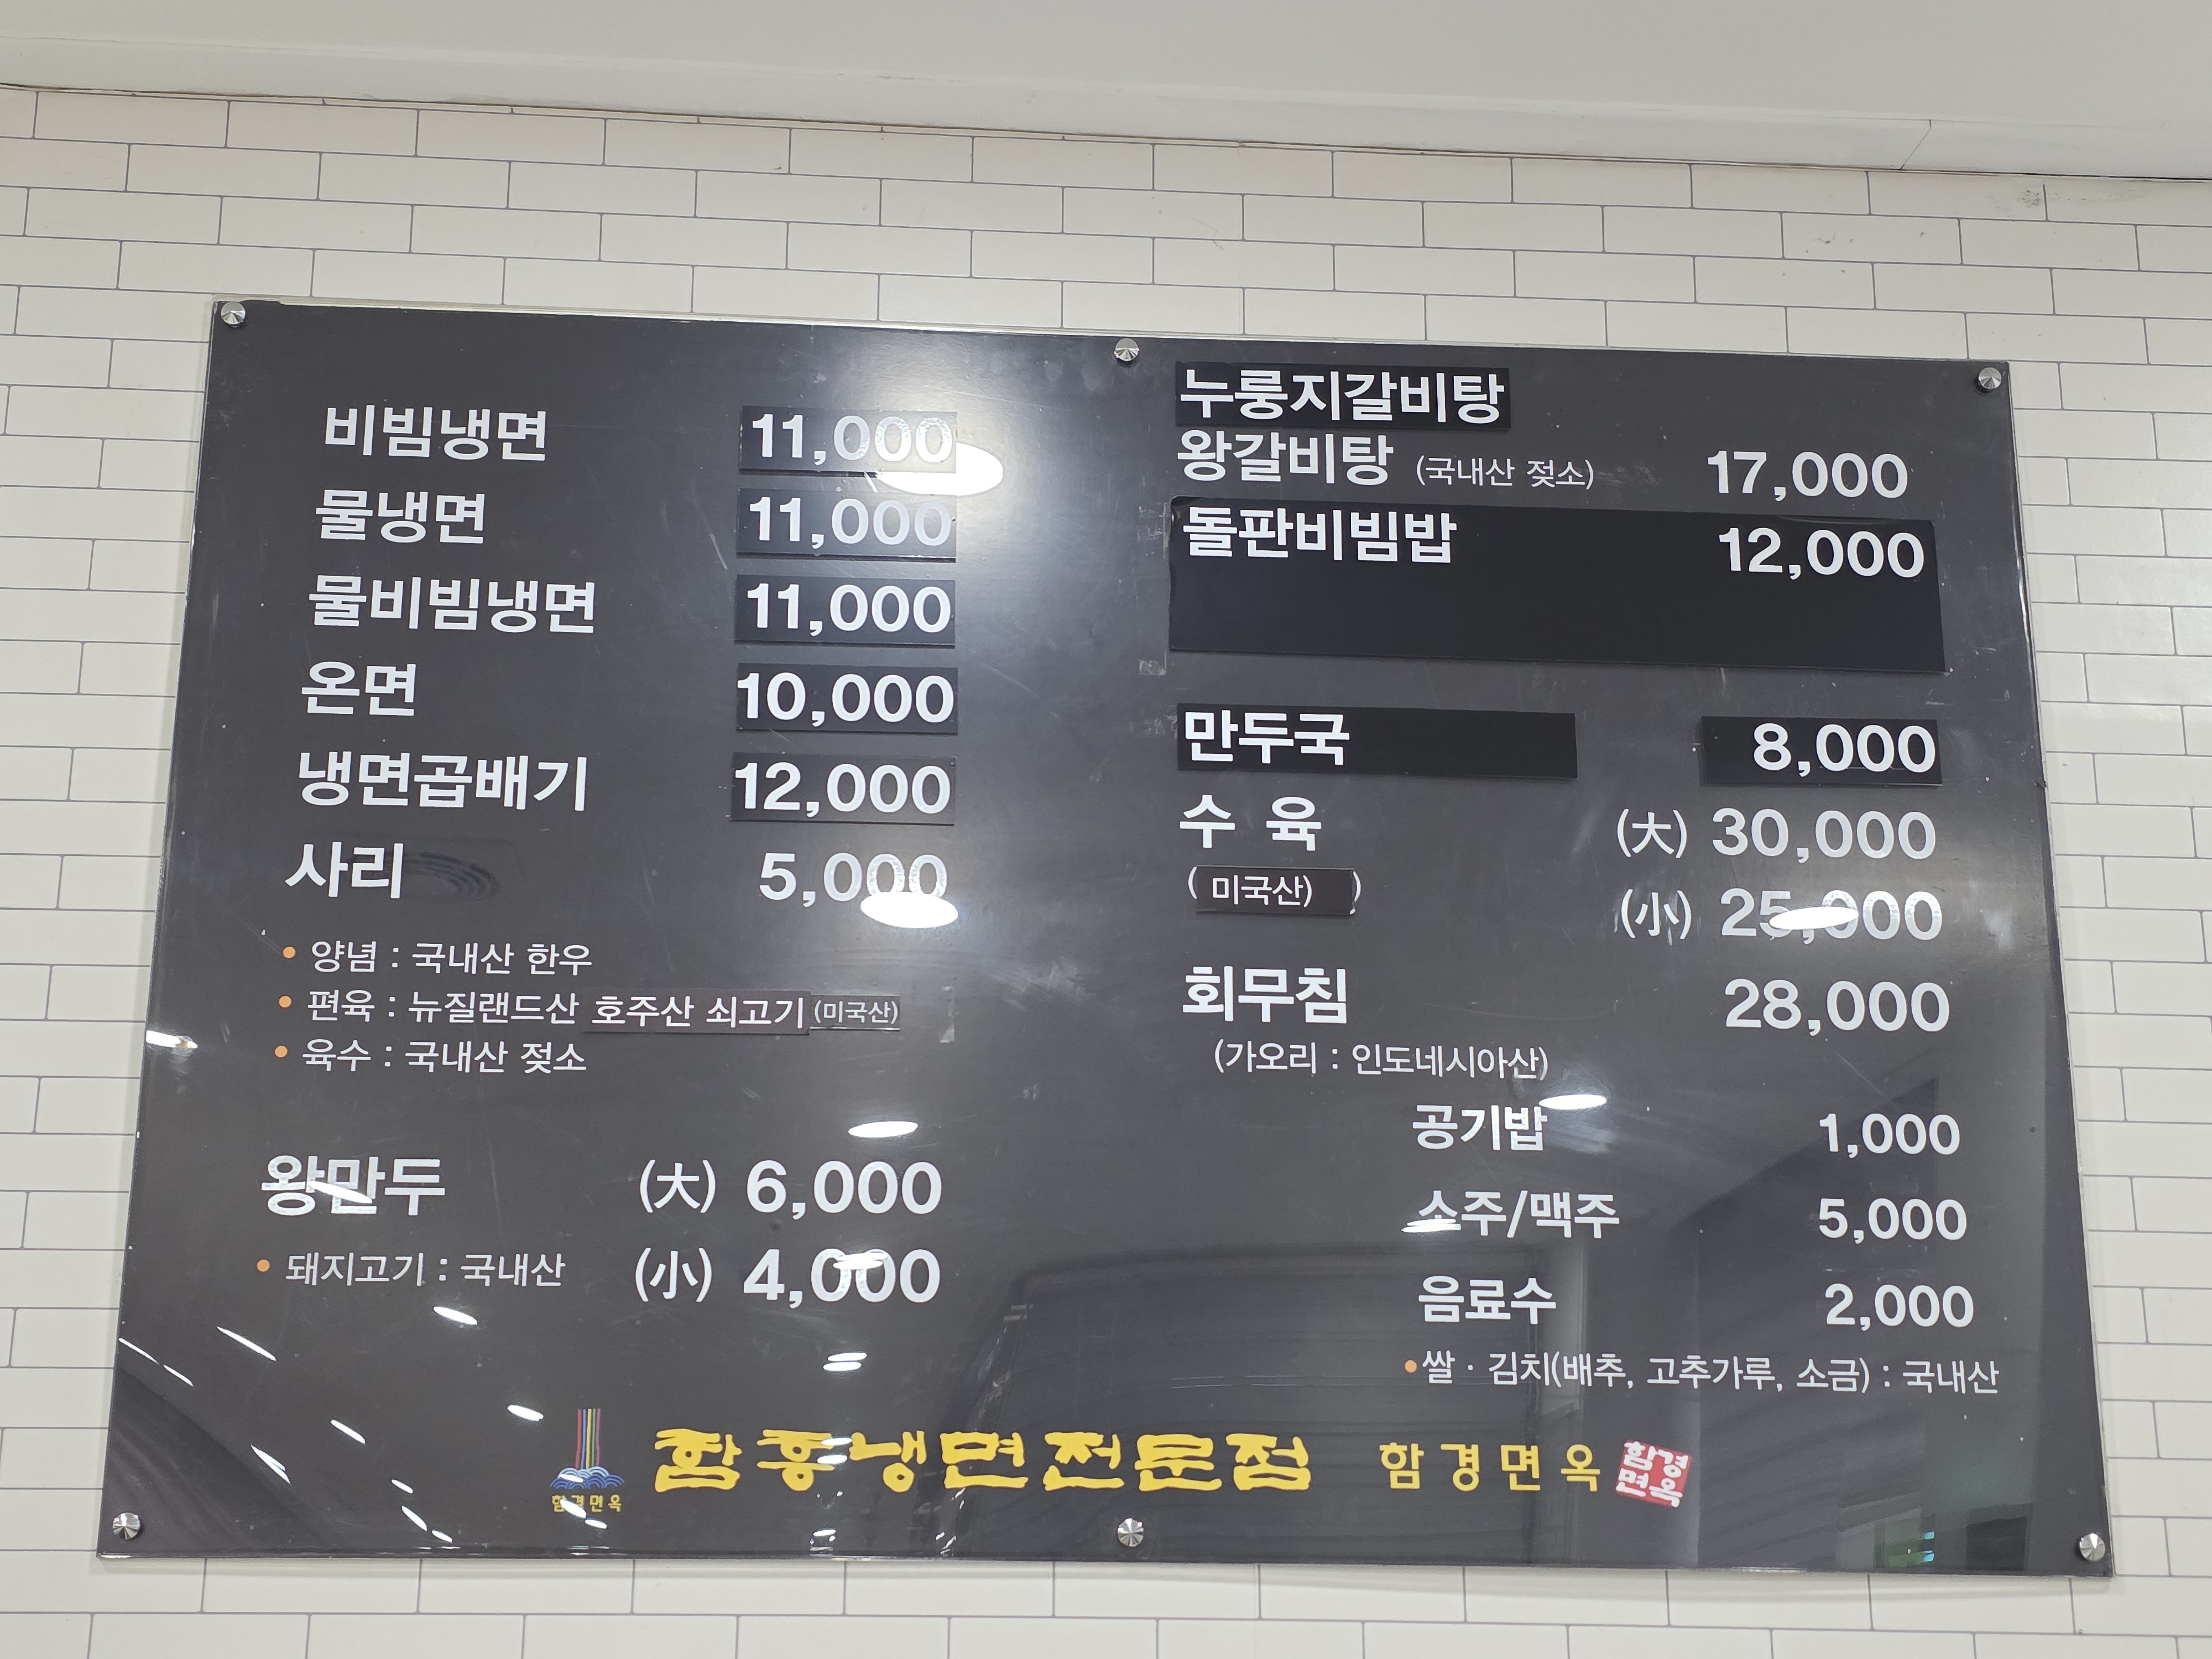 비빔냉면 11,000
물냉면 11,000
물비빔냉면 11,000
온면 10,000
냉면곱배기 12,000
사리 5,000
• 양념 : 국내산 한우
• 편육 : 뉴질랜드산 호주산 쇠고기 (미국산)
• 육수 : 국내산 젖소
왕만두 (大) 6,000
• 돼지고기 : 국내산 (小) 4,000
누룽지갈비탕
왕갈비탕 (국내산 젖소) 17,000
돌판비빔밥 12,000
만두국 8,000
수 육 (大) 30,000
( 미국산) ) (小) 25,000
회무침 28,000
(가오리 : 인도네시아산)
공기밥 1,000
소주/맥주 5,000
음료수 2,000
•쌀 · 김치(배추, 고추가루, 소금) : 국내산
함경면옥
함흥냉면전문점 함경면옥
함경
면옥